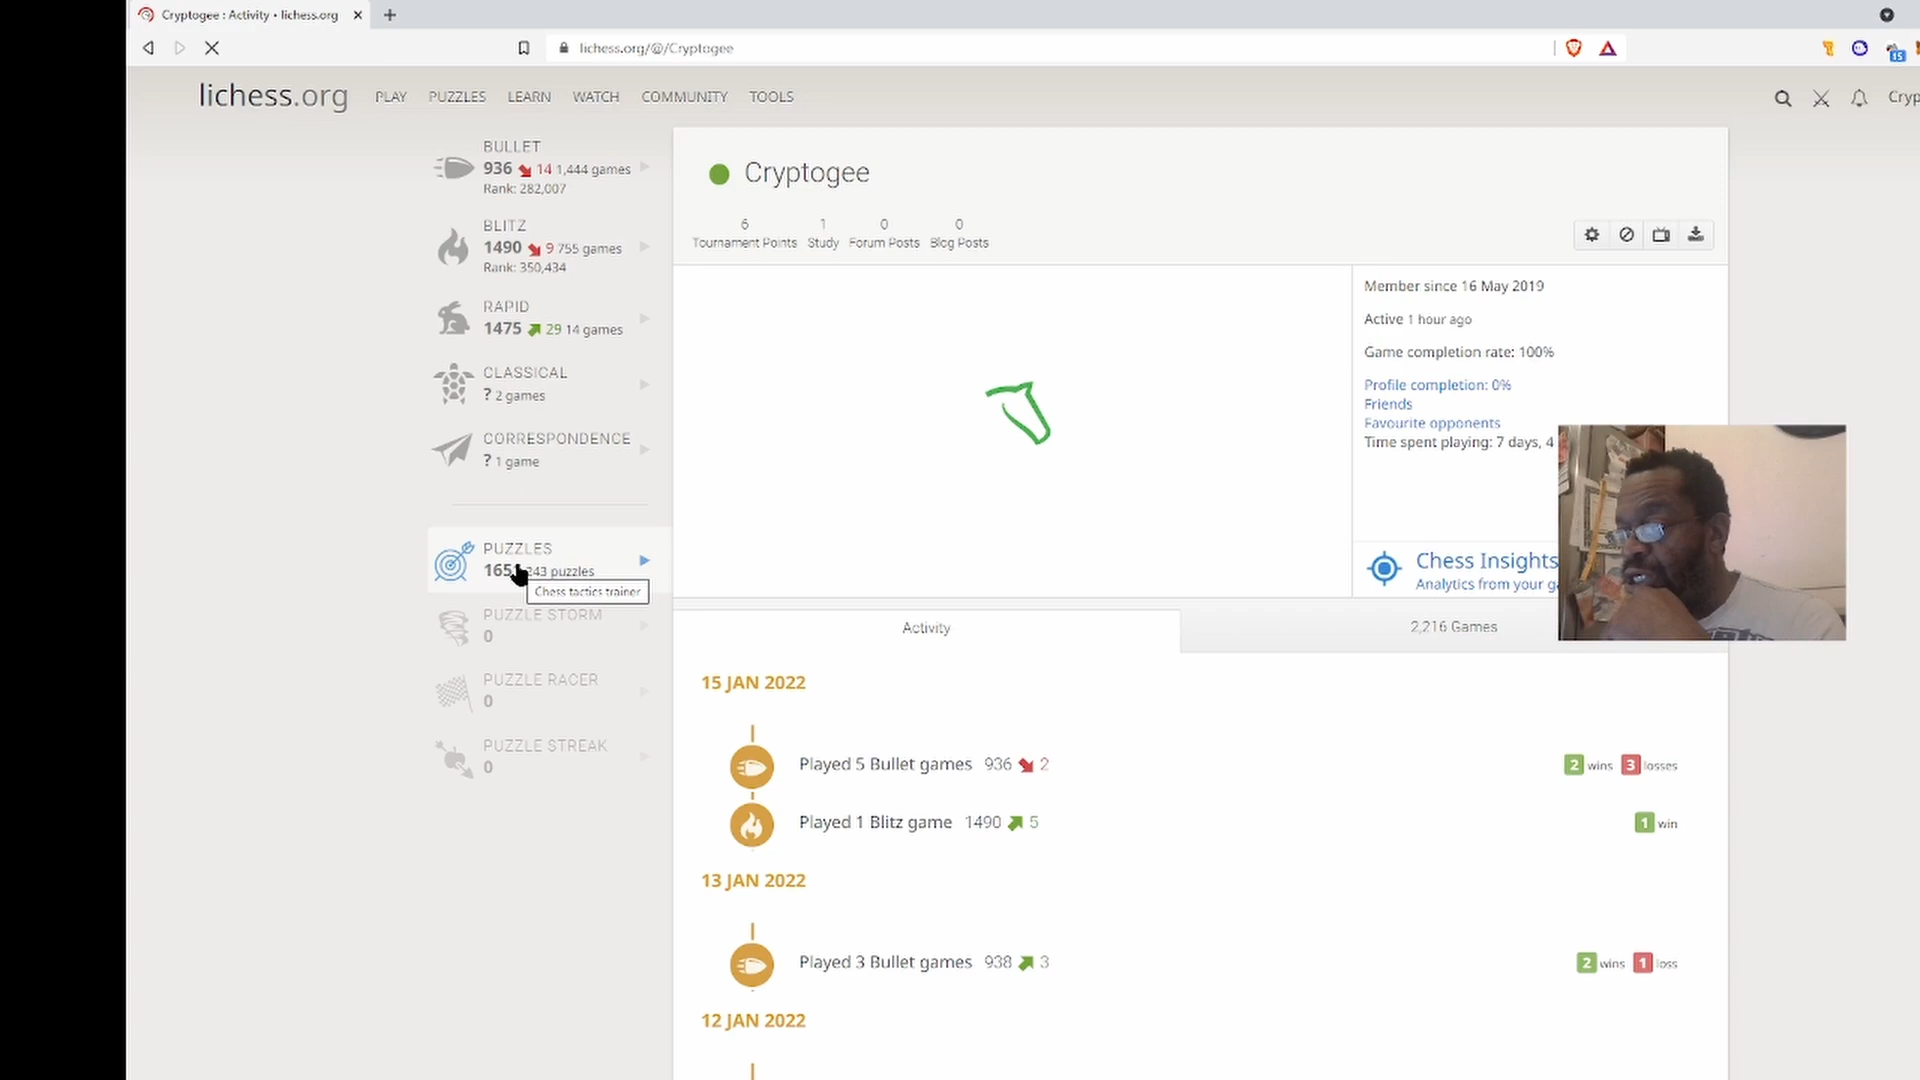 Cryptogee : Activity • lichess.org
lichess.org/@/Cryptogee
15
lichess.org PLAY PUZZLES LEARN WATCH COMMUNITY TOOLS
Cryp
BULLET
936 14 1,444 games
Rank: 282,007
BLITZ
1490 9 755 games
Rank: 350,434
RAPID
1475 29 14 games
CLASSICAL
? 2 games
CORRESPONDENCE
? 1 game
PUZZLES
165 243 puzzles
Chess tactics trainer
PUZZLE STORM
0
PUZZLE RACER
0
PUZZLE STREAK
0
Cryptogee
6 1 0 0
Tournament Points Study Forum Posts Blog Posts
Member since 16 May 2019
Active 1 hour ago
Game completion rate: 100%
Profile completion: 0%
Friends
Favourite opponents
Time spent playing: 7 days, 4
Chess Insights
Analytics from your ga
Activity
2,216 Games
15 JAN 2022
Played 5 Bullet games 936 2
2 wins 3 losses
Played 1 Blitz game 1490 5
1 win
13 JAN 2022
Played 3 Bullet games 938 3
2 wins 1 loss
12 JAN 2022